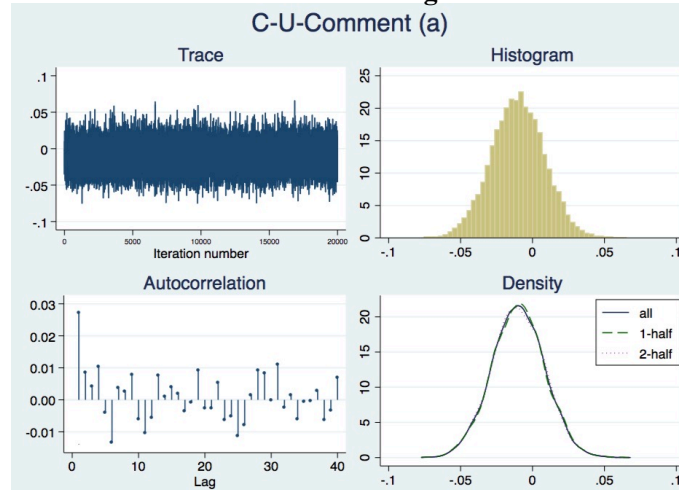 C-U-Comment (a)
Trace
.1
.05
0
-.05
-.1
0 5000 10000 15000 20000
Iteration number
Histogram
25
20
15
10
5
0
-.1 -.05 0 .05 .1
Autocorrelation
0.03
0.02
0.01
0.00
-0.01
0 10 20 30 40
Lag
Density
20
15
10
5
0
all
1-half
2-half
-.1 -.05 0 .05 .1